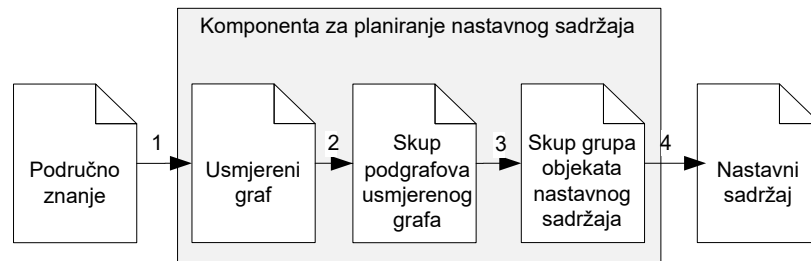 Komponenta za planiranje nastavnog sadržaja
Područno
znanje
1
Usmjereni
graf
2
Skup
podgrafova
usmjerenog
grafa
3
Skup grupa
objekata
nastavnog
sadržaja
4
Nastavni
sadržaj